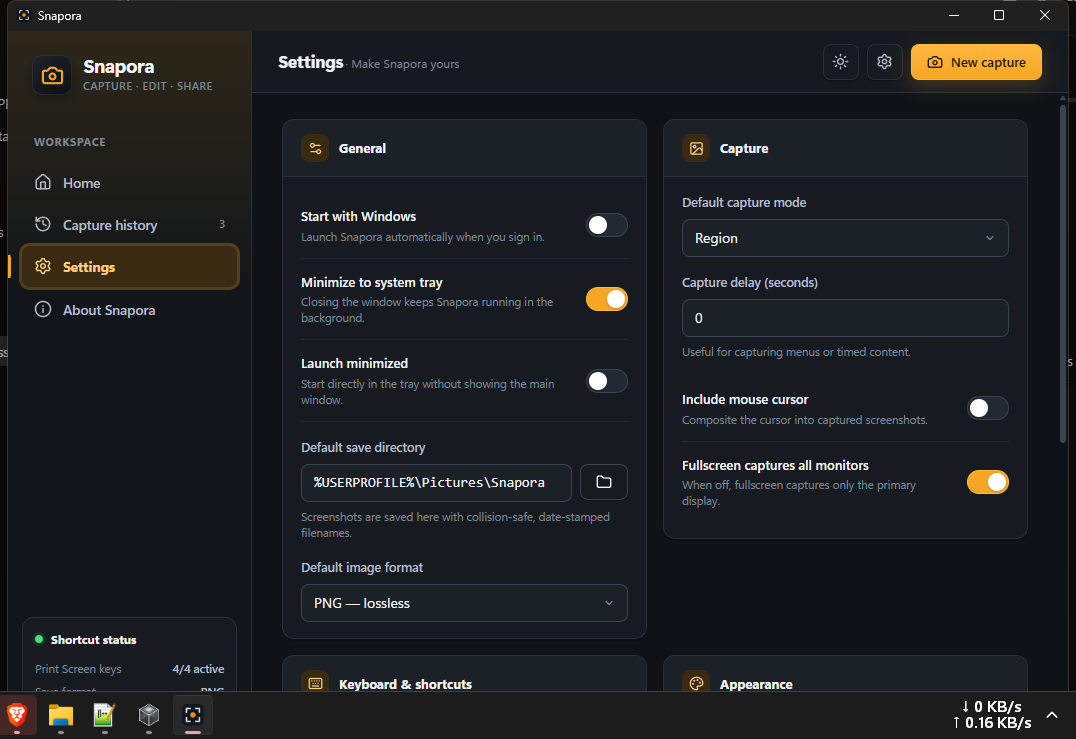 Snapora
Snapora
CAPTURE · EDIT · SHARE
WORKSPACE
Home
Capture history 3
Settings
About Snapora
Shortcut status
Print Screen keys 4/4 active
Save format PNG
Settings · Make Snapora yours
New capture
General
Start with Windows
Launch Snapora automatically when you sign in.
Minimize to system tray
Closing the window keeps Snapora running in the
background.
Launch minimized
Start directly in the tray without showing the main
window.
Default save directory
%USERPROFILE%\Pictures\Snapora
Screenshots are saved here with collision-safe, date-stamped
filenames.
Default image format
PNG — lossless
Capture
Default capture mode
Region
Capture delay (seconds)
0
Useful for capturing menus or timed content.
Include mouse cursor
Composite the cursor into captured screenshots.
Fullscreen captures all monitors
When off, fullscreen captures only the primary
display.
Keyboard & shortcuts
Appearance
↓ 0 KB/s
↑ 0.16 KB/s